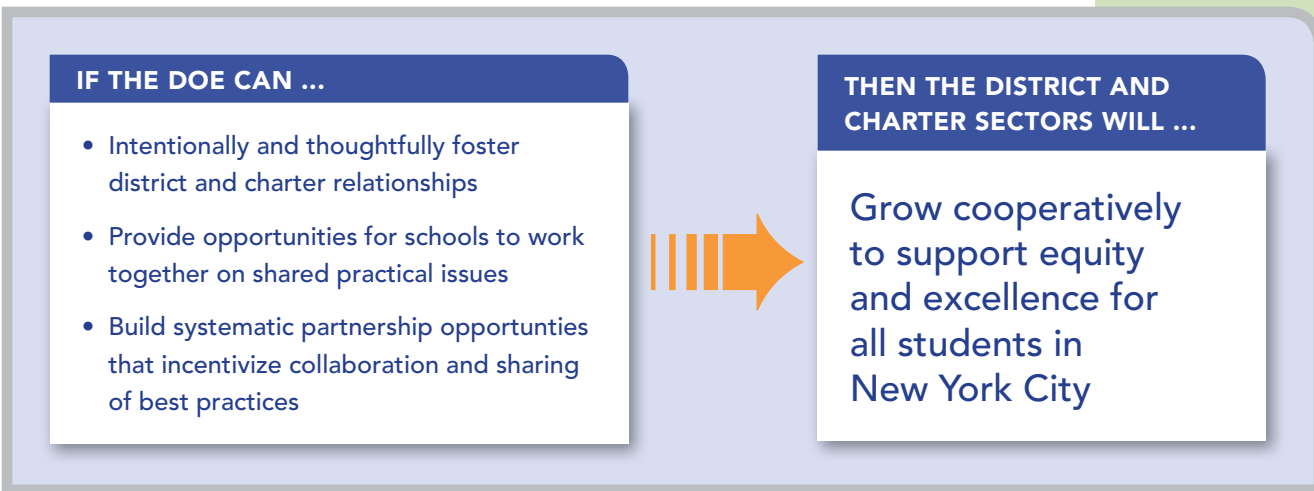 IF THE DOE CAN ...
• Intentionally and thoughtfully foster
district and charter relationships
• Provide opportunities for schools to work
together on shared practical issues
• Build systematic partnership opportunties
that incentivize collaboration and sharing
of best practices
THEN THE DISTRICT AND
CHARTER SECTORS WILL ...
Grow cooperatively
to support equity
and excellence for
all students in
New York City